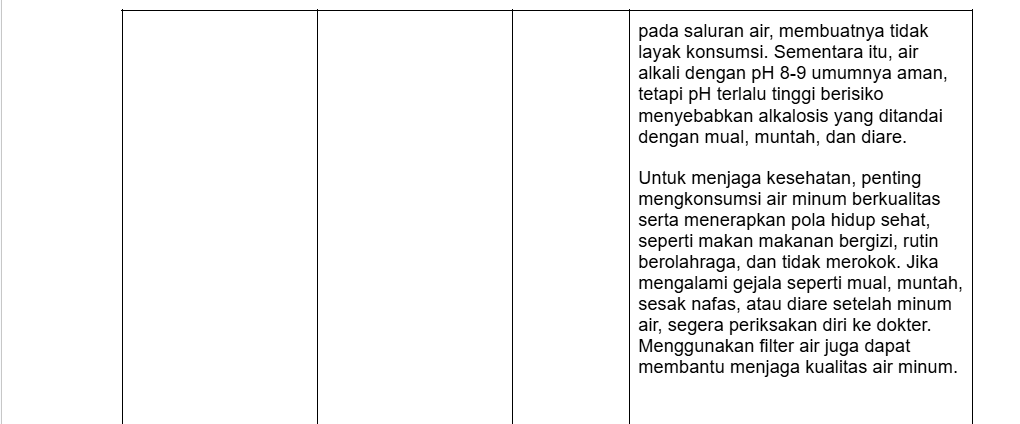 pada saluran air, membuatnya tidak
layak konsumsi. Sementara itu, air
alkali dengan pH 8-9 umumnya aman,
tetapi pH terlalu tinggi berisiko
menyebabkan alkalosis yang ditandai
dengan mual, muntah, dan diare.
Untuk menjaga kesehatan, penting
mengkonsumsi air minum berkualitas
serta menerapkan pola hidup sehat,
seperti makan makanan bergizi, rutin
berolahraga, dan tidak merokok. Jika
mengalami gejala seperti mual, muntah,
sesak nafas, atau diare setelah minum
air, segera periksakan diri ke dokter.
Menggunakan filter air juga dapat
membantu menjaga kualitas air minum.